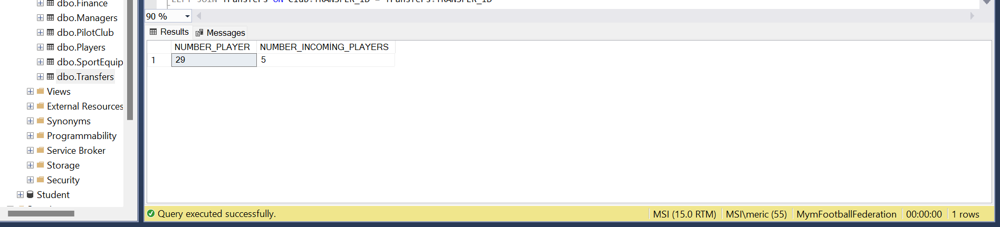 dbo.Finance
dbo.Managers
dbo.PilotClub
dbo.Players
dbo.SportEquip
dbo.Transfers
Views
External Resources
Synonyms
Programmability
Service Broker
Storage
Security
Student
LEFT JOIN Transfers ON Club.TRANSFER_ID = Transfers.TRANSFER_ID
90 %
Results Messages
NUMBER_PLAYER NUMBER_INCOMİNG_PLAYERS
1 29 5
Query executed successfully. MSI (15.0 RTM) MSI\meric (55) MymFootballFederation 00:00:00 1 rows